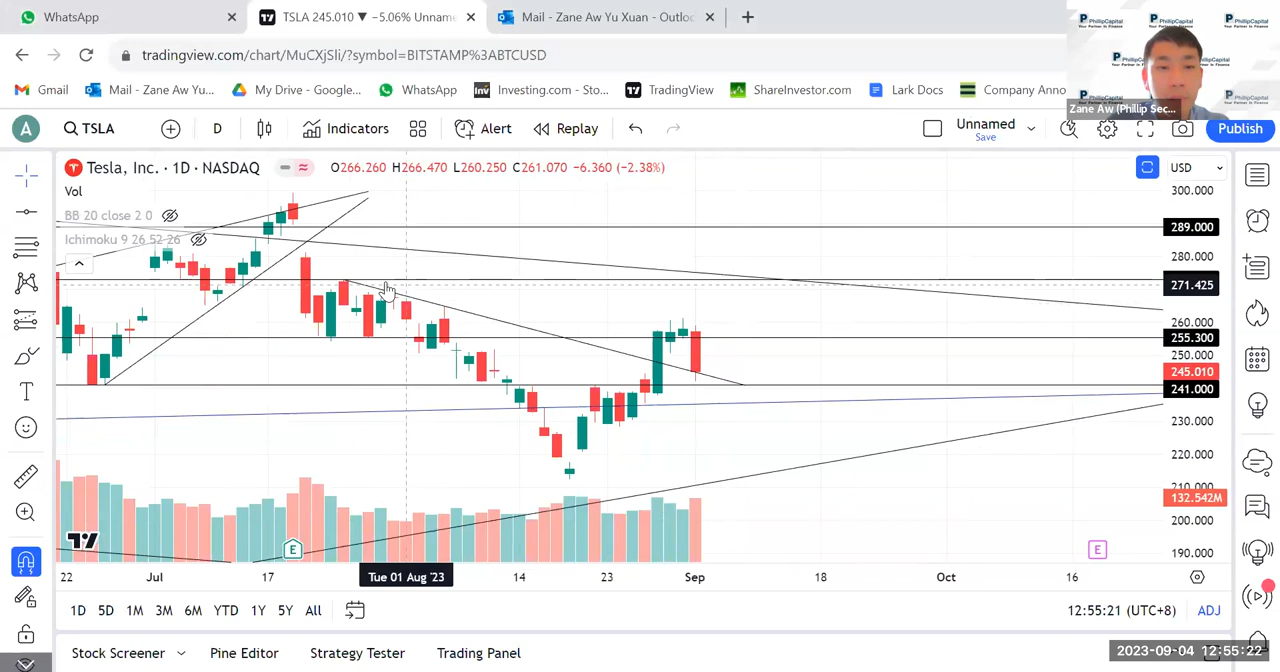 WhatsApp
TSLA 245.010 ▼ −5.06% Unname
Mail - Zane Aw Yu Xuan - Outloo
tradingview.com/chart/MuCXjSIi/?symbol=BITSTAMP%3ABTCUSD
Gmail
Mail - Zane Aw Yu...
My Drive - Google...
WhatsApp
Investing.com - Sto...
TradingView
ShareInvestor.com
Lark Docs
Company Anno
PhillipCapital
Your Partner in Finance
Zane Aw (Phillip Sec...
A
TSLA
D
Indicators
Alert
Replay
Unnamed
Save
Publish
Tesla, Inc. · 1D · NASDAQ
O266.260 H266.470 L260.250 C261.070 −6.360 (−2.38%)
USD
Vol
BB 20 close 2 0
Ichimoku 9 26 52 26
300.000
289.000
280.000
271.425
260.000
255.300
250.000
245.010
241.000
230.000
220.000
210.000
132.542M
200.000
190.000
E
E
22
Jul
17
Tue 01 Aug '23
14
23
Sep
18
Oct
16
1D
5D
1M
3M
6M
YTD
1Y
5Y
All
12:55:21 (UTC+8)
ADJ
Stock Screener
Pine Editor
Strategy Tester
Trading Panel
2023-09-04 12:55:22